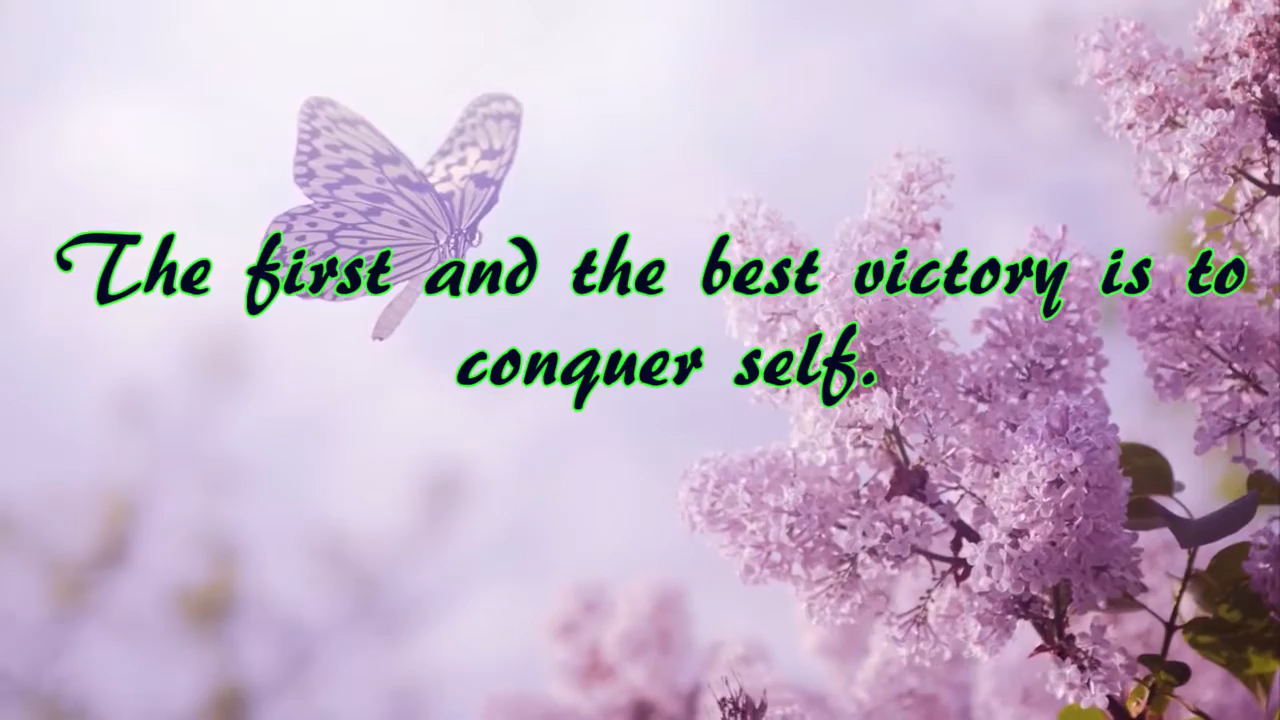 The first and the best victory is to
conquer self.